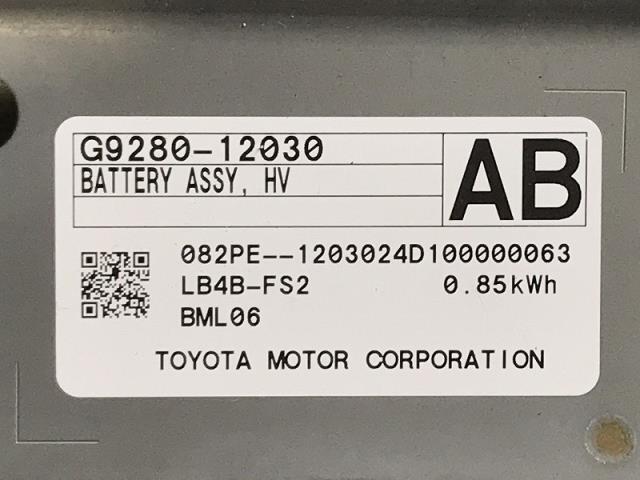 G9280-12030
BATTERY ASSY, HV
AB
082PE--1203024D100000063
LB4B-FS2 0.85kWh
BML06
TOYOTA MOTOR CORPORATION